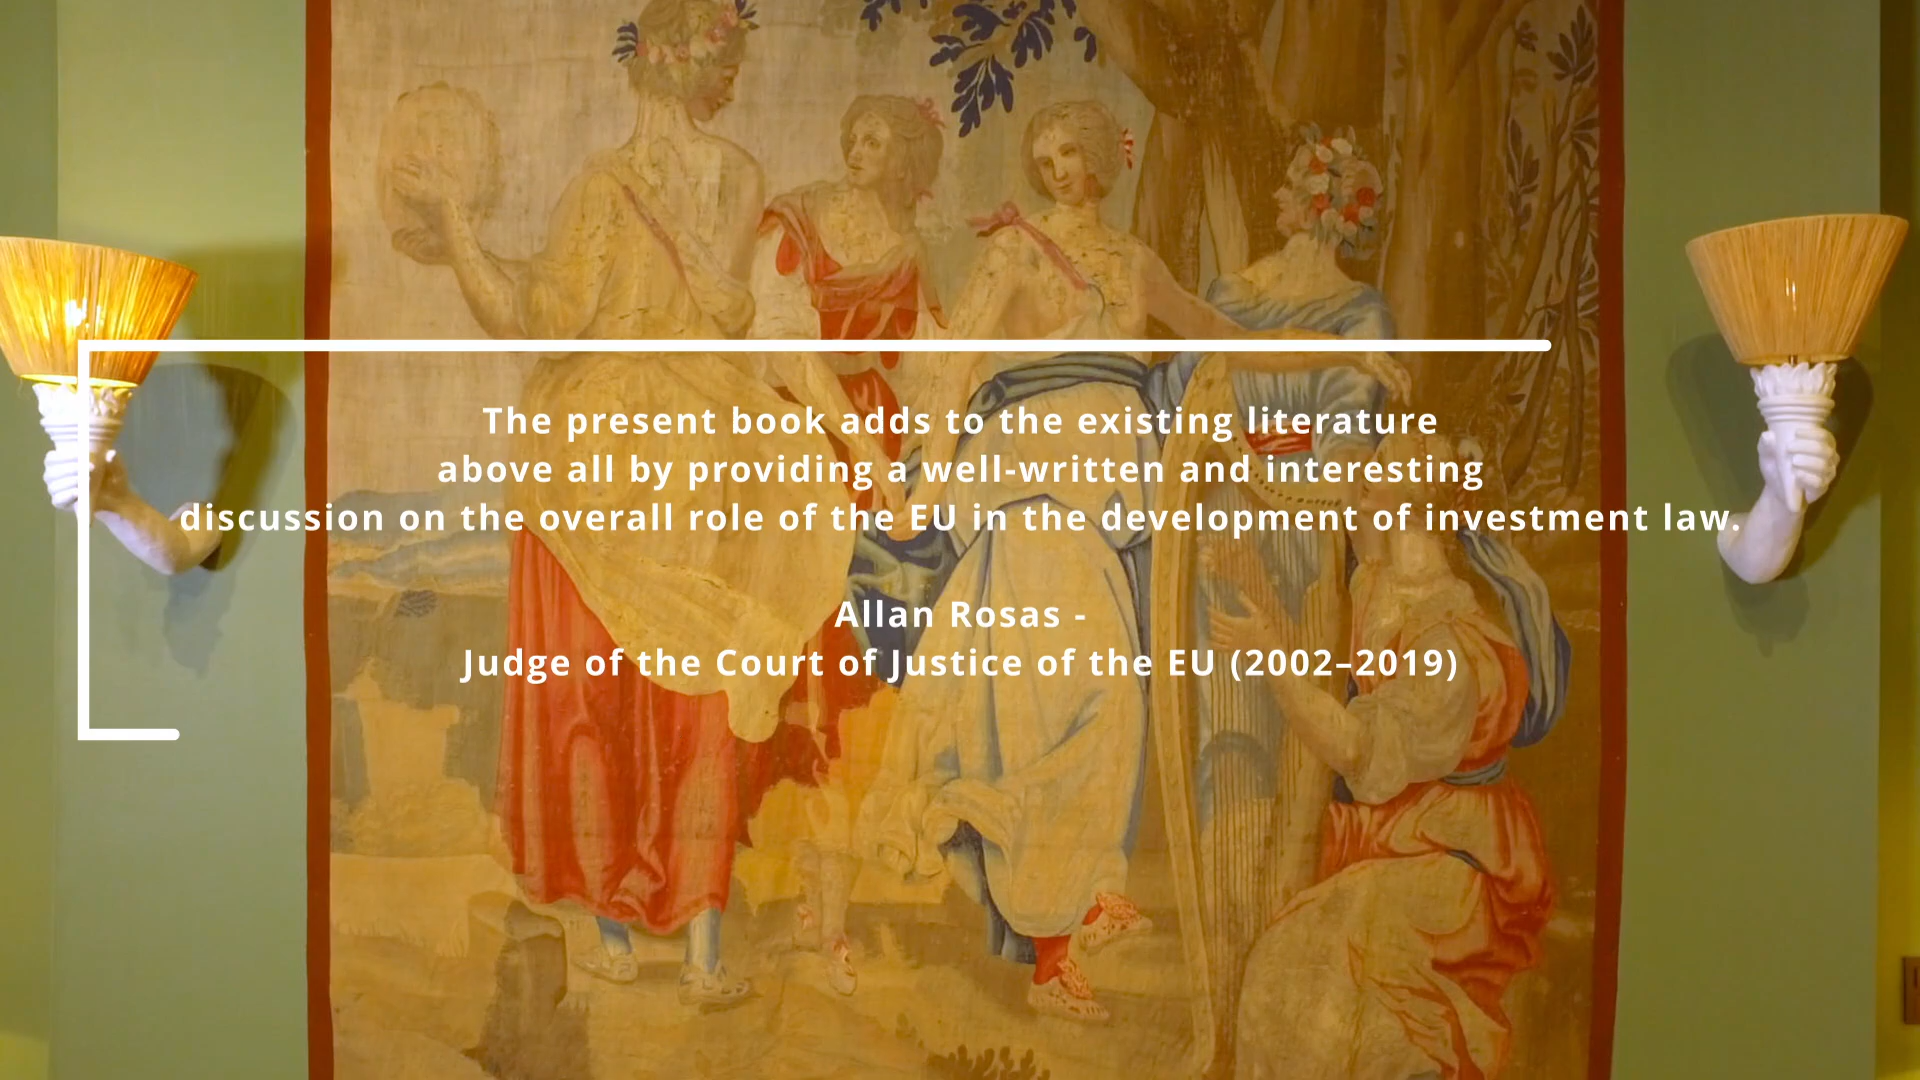 The present book adds to the existing literature
above all by providing a well-written and interesting
discussion on the overall role of the EU in the development of investment law.
Allan Rosas -
Judge of the Court of Justice of the EU (2002–2019)